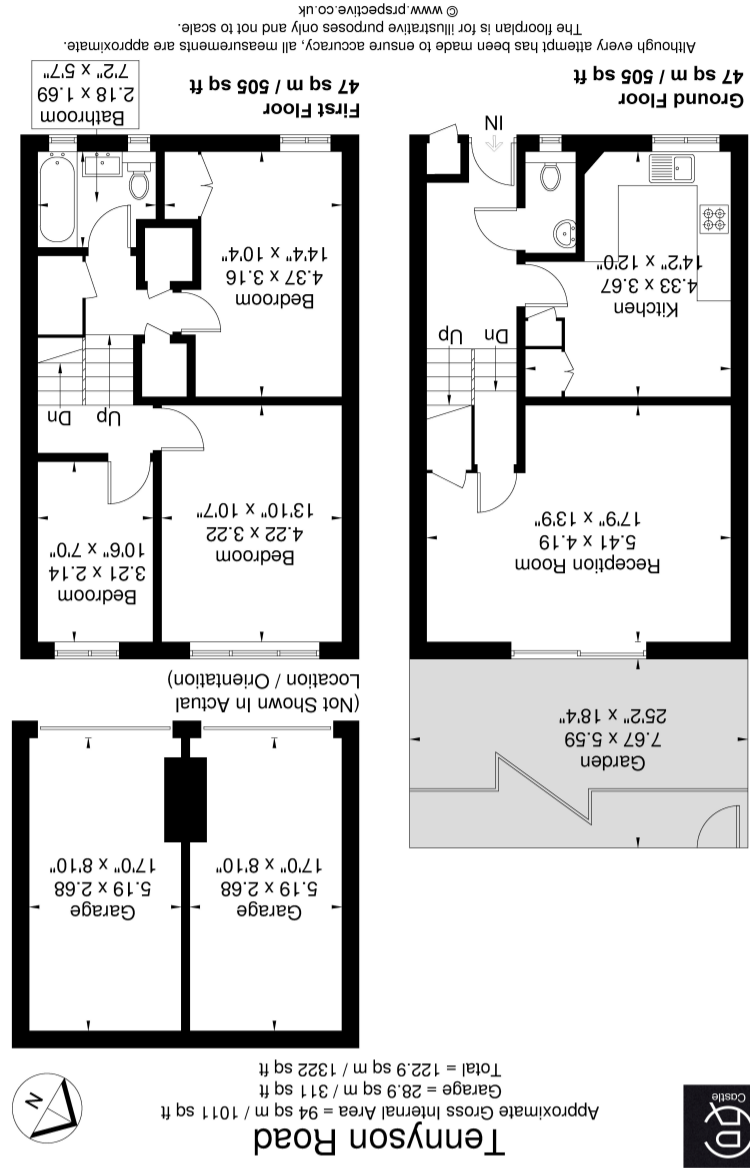 Tennyson Road
Approximate Gross Internal Area = 94 sq m / 1011 sq ft
Garage = 28.9 sq m / 311 sq ft
Total = 122.9 sq m / 1322 sq ft
Castle
N
Garage
5.19 x 2.68
17'0" x 8'10"
Garage
5.19 x 2.68
17'0" x 8'10"
(Not Shown In Actual
Location / Orientation)
Garden
7.67 x 5.59
25'2" x 18'4"
Reception Room
5.41 x 4.19
17'9" x 13'9"
Dn
Up
Kitchen
4.33 x 3.67
14'2" x 12'0"
IN
Ground Floor
47 sq m / 505 sq ft
Bedroom
4.22 x 3.22
13'10" x 10'7"
Bedroom
3.21 x 2.14
10'6" x 7'0"
Up
Dn
Bedroom
4.37 x 3.16
14'4" x 10'4"
First Floor
47 sq m / 505 sq ft
Bathroom
2.18 x 1.69
7'2" x 5'7"
Although every attempt has been made to ensure accuracy, all measurements are approximate.
The floorplan is for illustrative purposes only and not to scale.
© www.prspective.co.uk